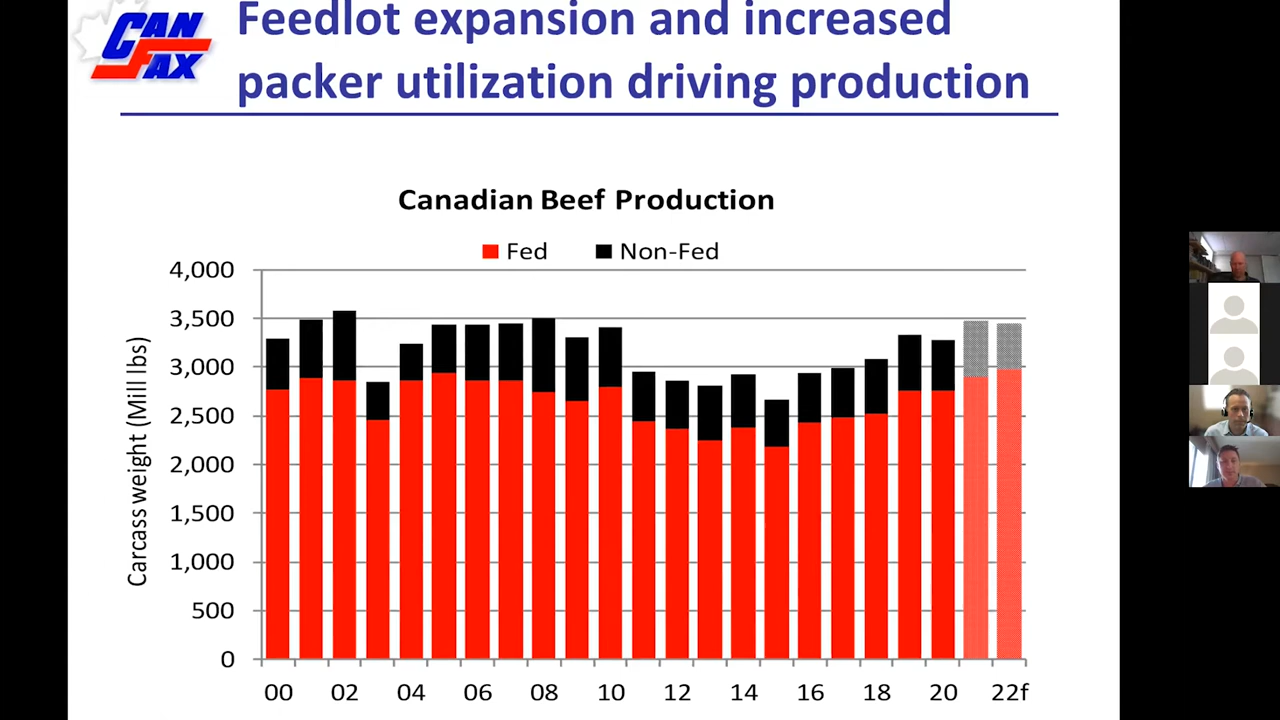 CAN
FAX
Feedlot expansion and increased
packer utilization driving production
Canadian Beef Production
Fed Non-Fed
Carcass weight (Mill lbs)
4,000
3,500
3,000
2,500
2,000
1,500
1,000
500
0
00 02 04 06 08 10 12 14 16 18 20 22f